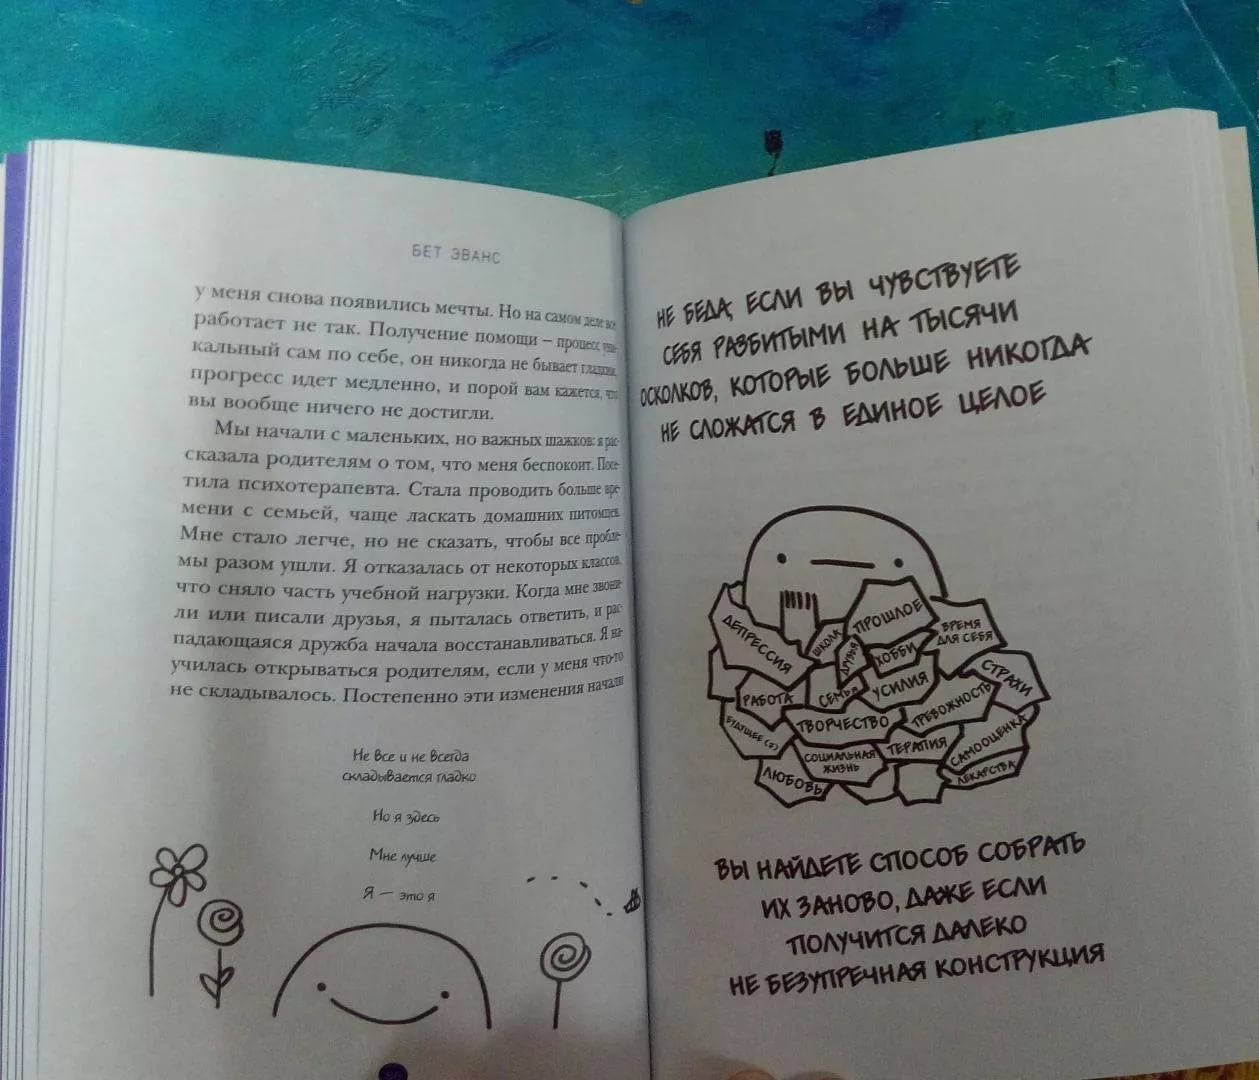 БЕТ ЭВАНС
у меня снова появились мечты. Но на самом деле все
работает не так. Получение помощи – процесс уни-
кальный сам по себе, он никогда не бывает гладким,
прогресс идет медленно, и порой вам кажется, что
вы вообще ничего не достигли.
Мы начали с маленьких, но важных шажков: я рас-
сказала родителям о том, что меня беспокоит. Посе-
тила психотерапевта. Стала проводить больше вре-
мени с семьей, чаще ласкать домашних питомцев.
Мне стало легче, но не сказать, чтобы все пробле-
мы разом ушли. Я отказалась от некоторых классов,
что сняло часть учебной нагрузки. Когда мне звони-
ли или писали друзья, я пыталась ответить, и рас-
падающаяся дружба начала восстанавливаться. Я на-
училась открываться родителям, если у меня что-то
не складывалось. Постепенно эти изменения начали
Не все и не всегда
складывается гладко
Но я здесь
Мне лучше
Я — это я
НЕ БЕДА, ЕСЛИ ВЫ ЧУВСТВУЕТЕ
СЕБЯ РАЗБИТЫМИ НА ТЫСЯЧИ
ОСКОЛКОВ, КОТОРЫЕ БОЛЬШЕ НИКОГДА
НЕ СЛОЖАТСЯ В ЕДИНОЕ ЦЕЛОЕ
ДЕПРЕССИЯ
ШКОЛА
ДРУЗЬЯ
ПРОШЛОЕ
ВРЕМЯ
ДЛЯ СЕБЯ
ХОББИ
СТРАХИ
РАБОТА
СЕМЬЯ
УСИЛИЯ
ТРЕВОЖНОСТЬ
БУДУЩЕЕ (?)
ТВОРЧЕСТВО
ТЕРАПИЯ
САМООЦЕНКА
ЛЮБОВЬ
СОЦИАЛЬНАЯ
ЖИЗНЬ
ЛЕКАРСТВА
ВЫ НАЙДЕТЕ СПОСОБ СОБРАТЬ
ИХ ЗАНОВО, ДАЖЕ ЕСЛИ
ПОЛУЧИТСЯ ДАЛЕКО
НЕ БЕЗУПРЕЧНАЯ КОНСТРУКЦИЯ